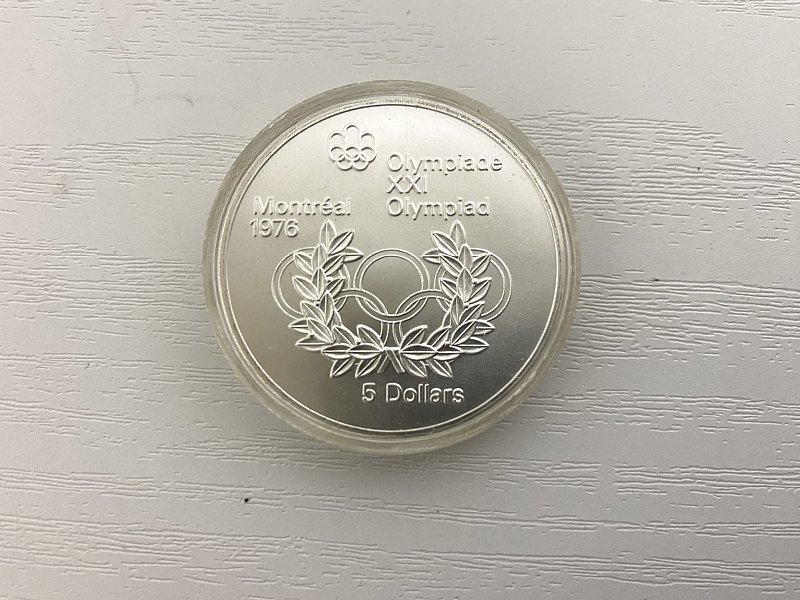 Olympiade
XXI
Olympiad
Montréal
1976
5 Dollars